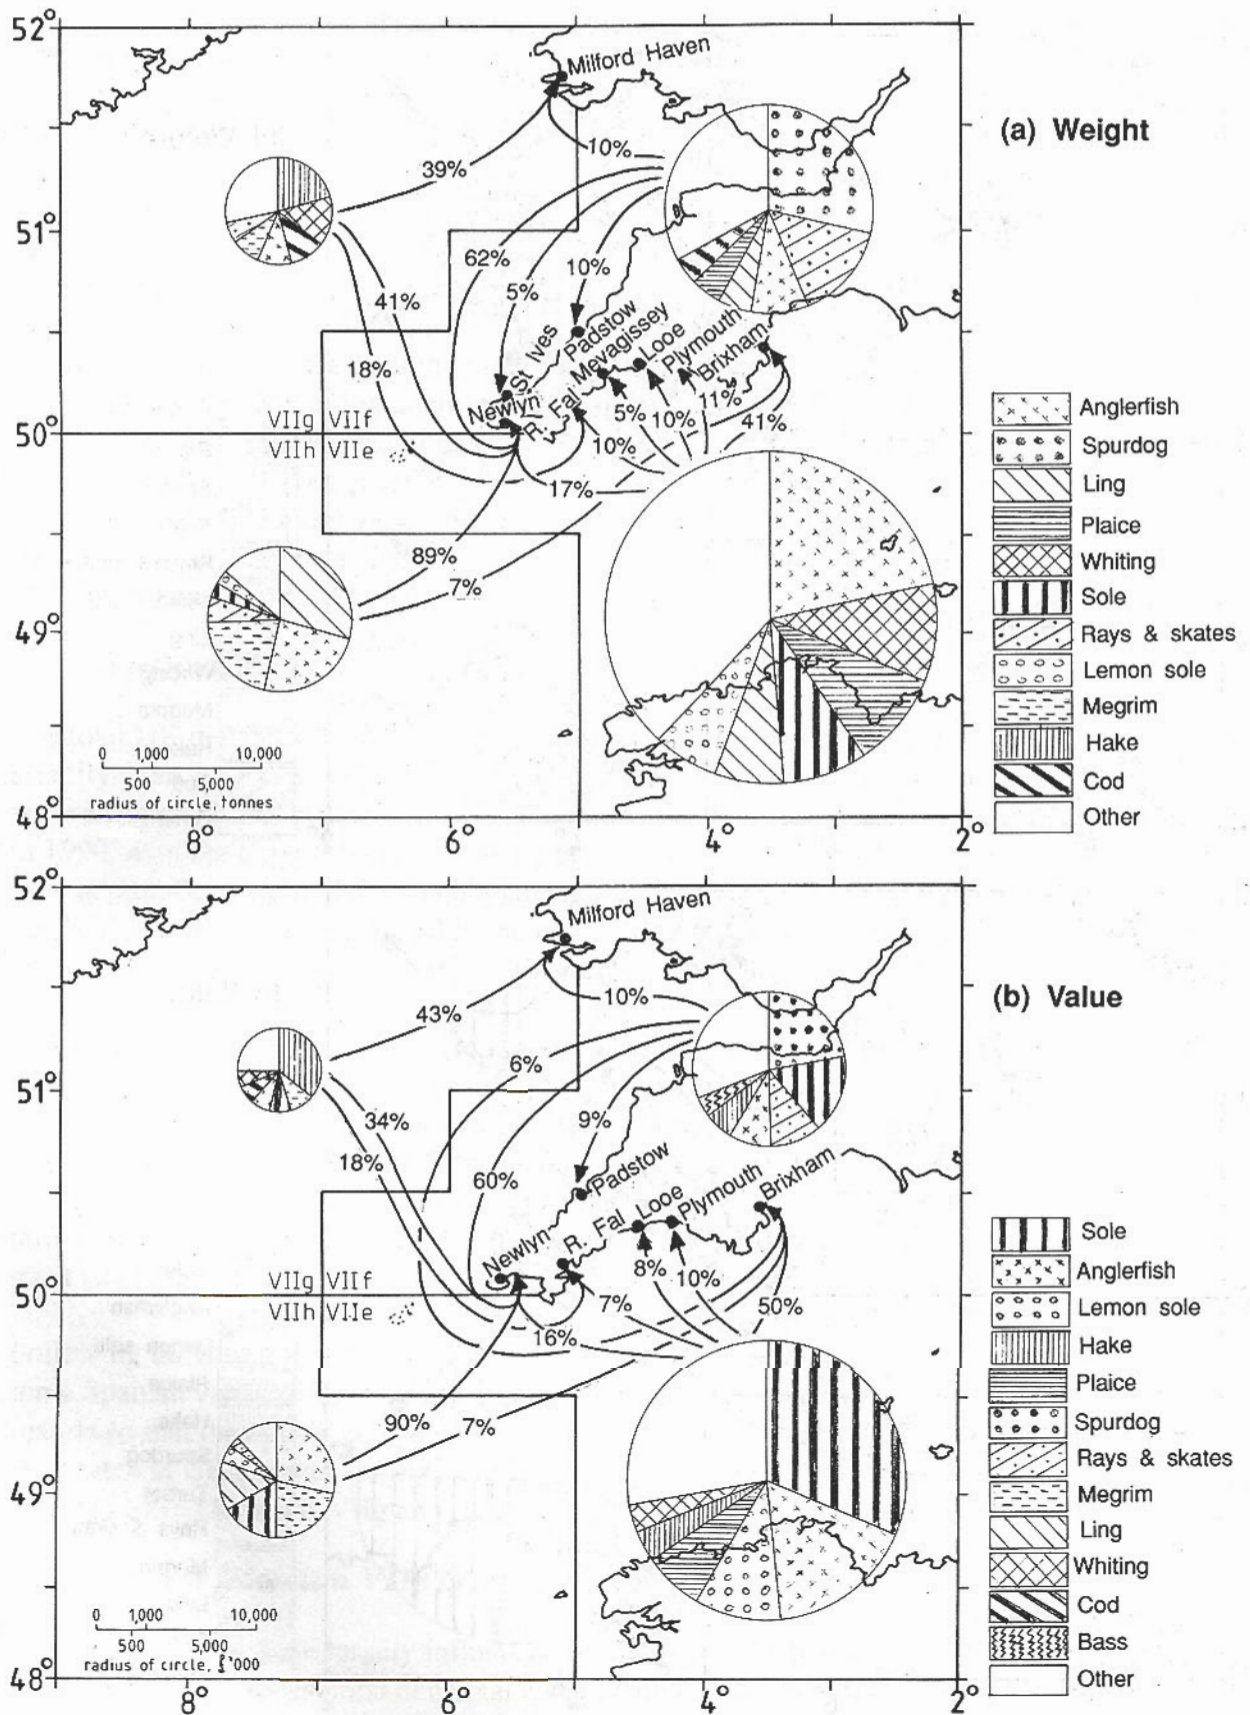 52°
51°
50°
49°
48°
8°
6°
4°
2°
(a) Weight
Milford Haven
10%
39%
62%
10%
5%
41%
18%
St Ives
Padstow
Mevagissey
Looe
Plymouth
Brixham
Newlyn
R. Fal
VIIg VIIf
VIIh VIIe
5%
10%
11%
41%
10%
17%
89%
7%
0 1,000 10,000
500 5,000
radius of circle, tonnes
Anglerfish
Spurdog
Ling
Plaice
Whiting
Sole
Rays & skates
Lemon sole
Megrim
Hake
Cod
Other
52°
51°
50°
49°
48°
8°
6°
4°
2°
(b) Value
Milford Haven
10%
43%
6%
9%
34%
18%
60%
Padstow
Newlyn
R. Fal
Looe
Plymouth
Brixham
VIIg VIIf
VIIh VIIe
8%
10%
50%
7%
16%
90%
7%
0 1,000 10,000
500 5,000
radius of circle, £'000
Sole
Anglerfish
Lemon sole
Hake
Plaice
Spurdog
Rays & skates
Megrim
Ling
Whiting
Cod
Bass
Other